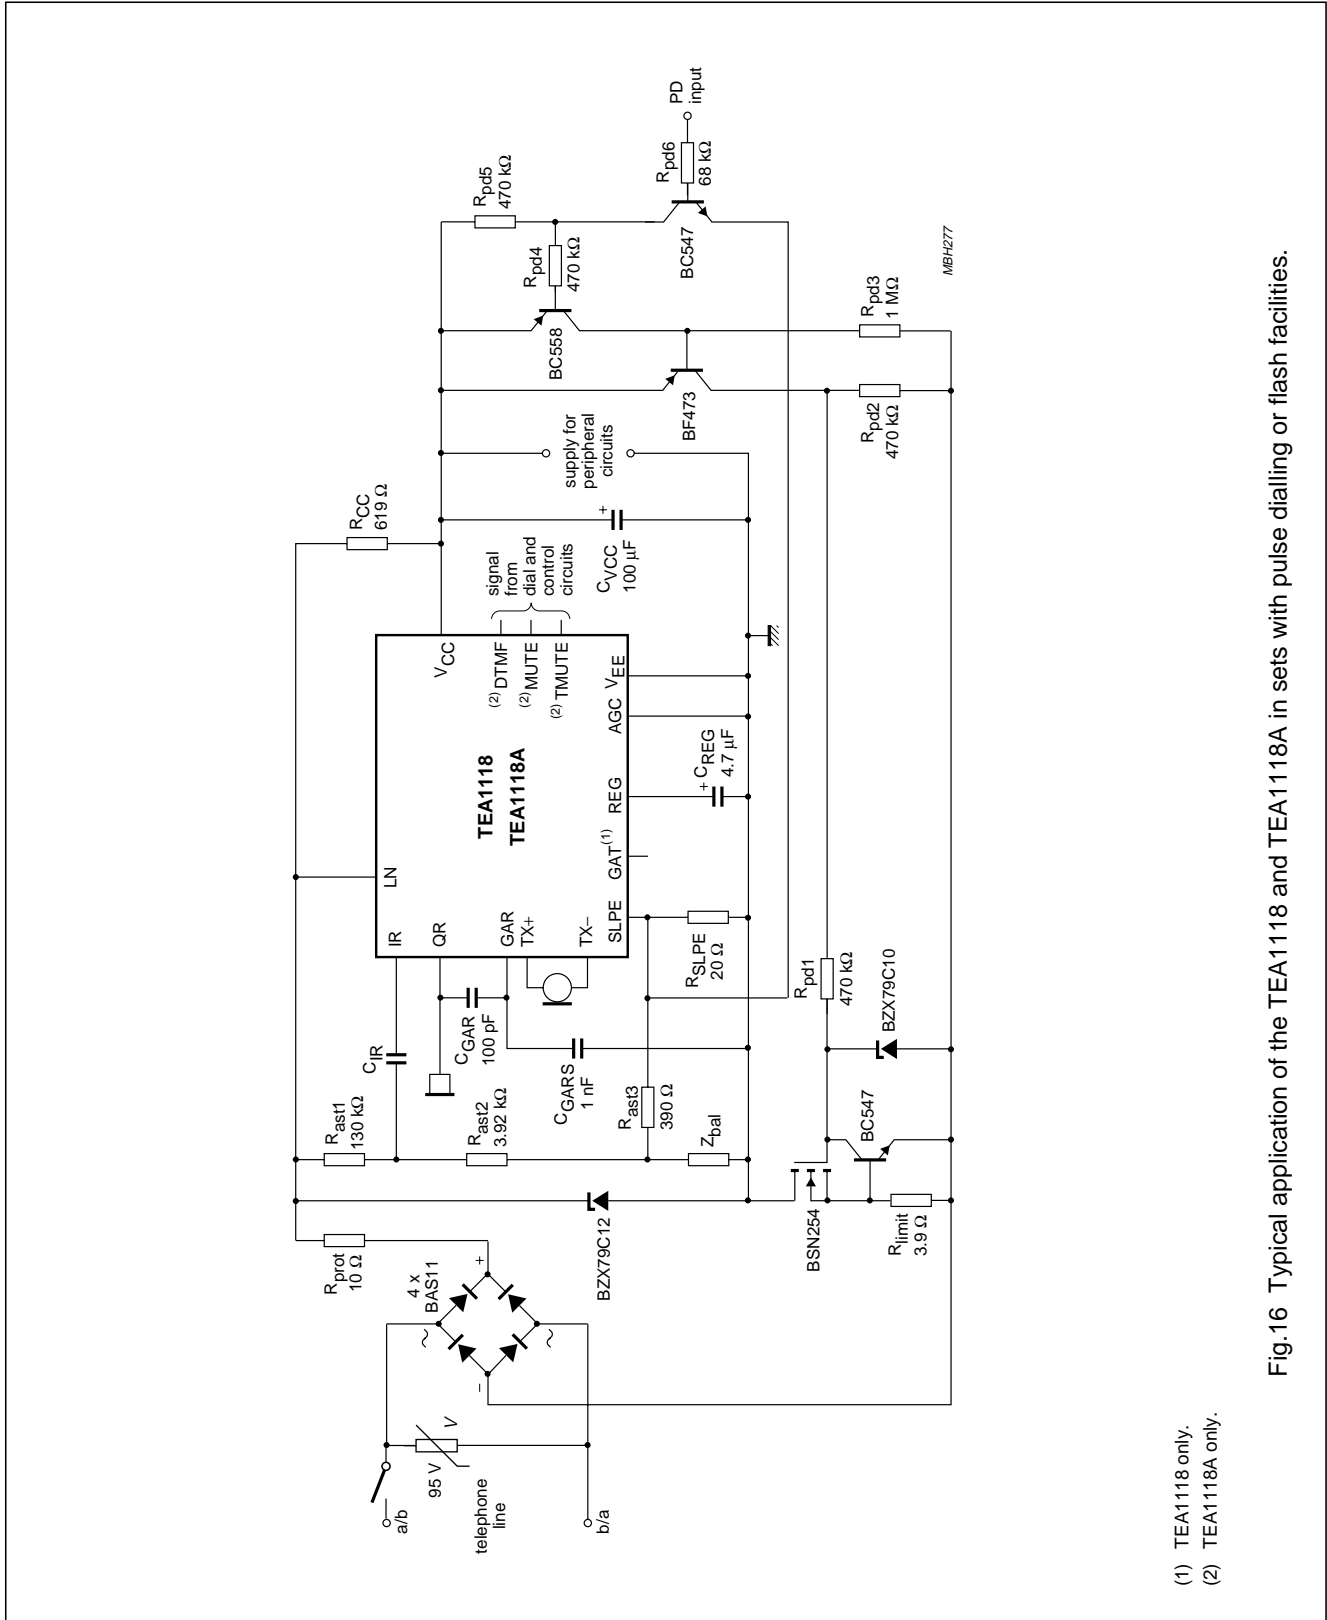 a/b
telephone
line
b/a
95 V
V
~
~
4 x
BAS11
+
−
Rprot
10 Ω
BZX79C12
BSN254
Rlimit
3.9 Ω
BC547
BZX79C10
Rpd1
470 kΩ
Rast1
130 kΩ
Rast2
3.92 kΩ
Rast3
390 Ω
Zbal
CIR
CGAR
100 pF
CGARS
1 nF
RSLPE
20 Ω
IR
QR
GAR
TX+
TX−
SLPE
LN
TEA1118
TEA1118A
GAT(1)
REG
AGC
VEE
VCC
(2) DTMF
(2) MUTE
(2) TMUTE
+
CREG
4.7 μF
signal
from
dial and
control
circuits
RCC
619 Ω
+
CVCC
100 μF
supply for
peripheral
circuits
BF473
Rpd2
470 kΩ
BC558
Rpd3
1 MΩ
Rpd4
470 kΩ
Rpd5
470 kΩ
BC547
Rpd6
68 kΩ
PD
input
MBH277
(1) TEA1118 only.
(2) TEA1118A only.
Fig.16 Typical application of the TEA1118 and TEA1118A in sets with pulse dialling or flash facilities.